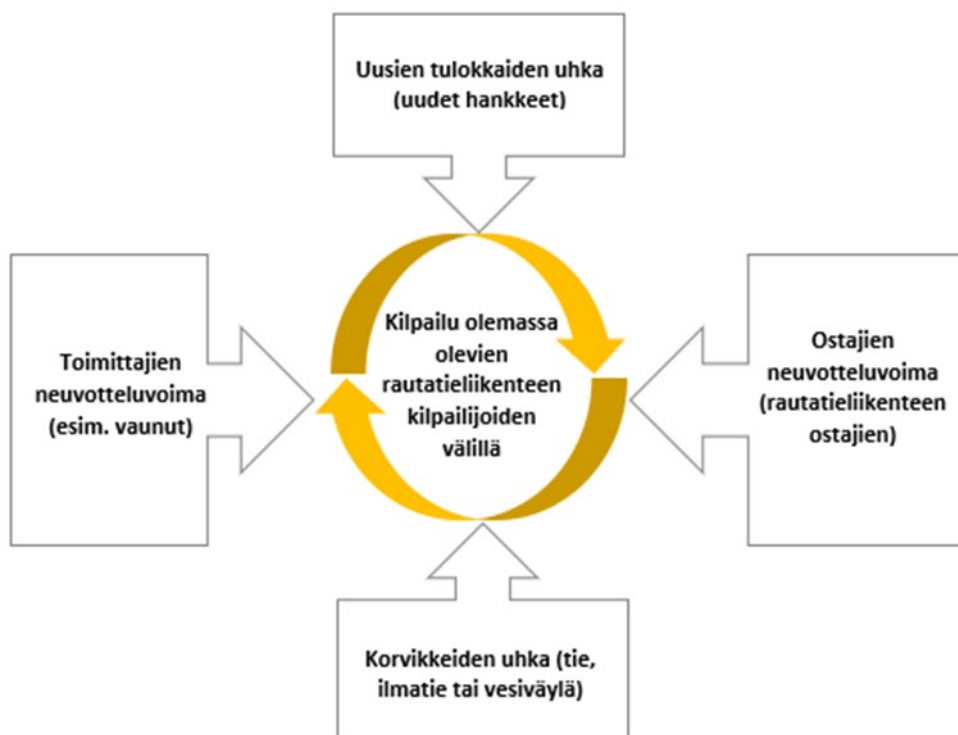 Uusien tulokkaiden uhka
(uudet hankkeet)
Toimittajien
neuvotteluvoima
(esim. vaunut)
Kilpailu olemassa
olevien
rautatieliikenteen
kilpailijoiden
välillä
Ostajien
neuvotteluvoima
(rautatieliikenteen
ostajien)
Korvikkeiden uhka (tie,
ilmatie tai vesiväylä)